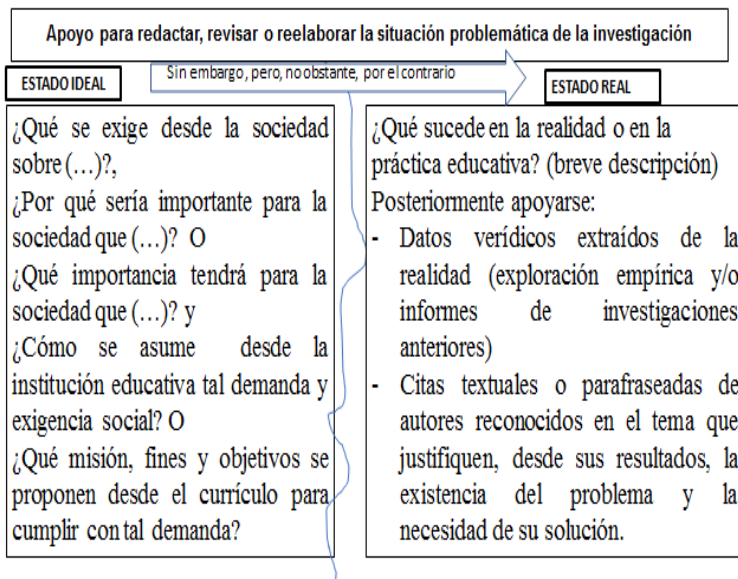 Apoyo para redactar, revisar o reelaborar la situación problemática de la investigación
ESTADO IDEAL
Sin embargo, pero, no obstante, por el contrario
ESTADO REAL
¿Qué se exige desde la sociedad
sobre (…)?,
¿Por qué sería importante para la
sociedad que (…)? O
¿Qué importancia tendrá para la
sociedad que (…)? y
¿Cómo se asume desde la
institución educativa tal demanda y
exigencia social? O
¿Qué misión, fines y objetivos se
proponen desde el currículo para
cumplir con tal demanda?
¿Qué sucede en la realidad o en la
práctica educativa? (breve descripción)
Posteriormente apoyarse:
- Datos verídicos extraídos de la
realidad (exploración empírica y/o
informes de investigaciones
anteriores)
- Citas textuales o parafraseadas de
autores reconocidos en el tema que
justifiquen, desde sus resultados, la
existencia del problema y la
necesidad de su solución.